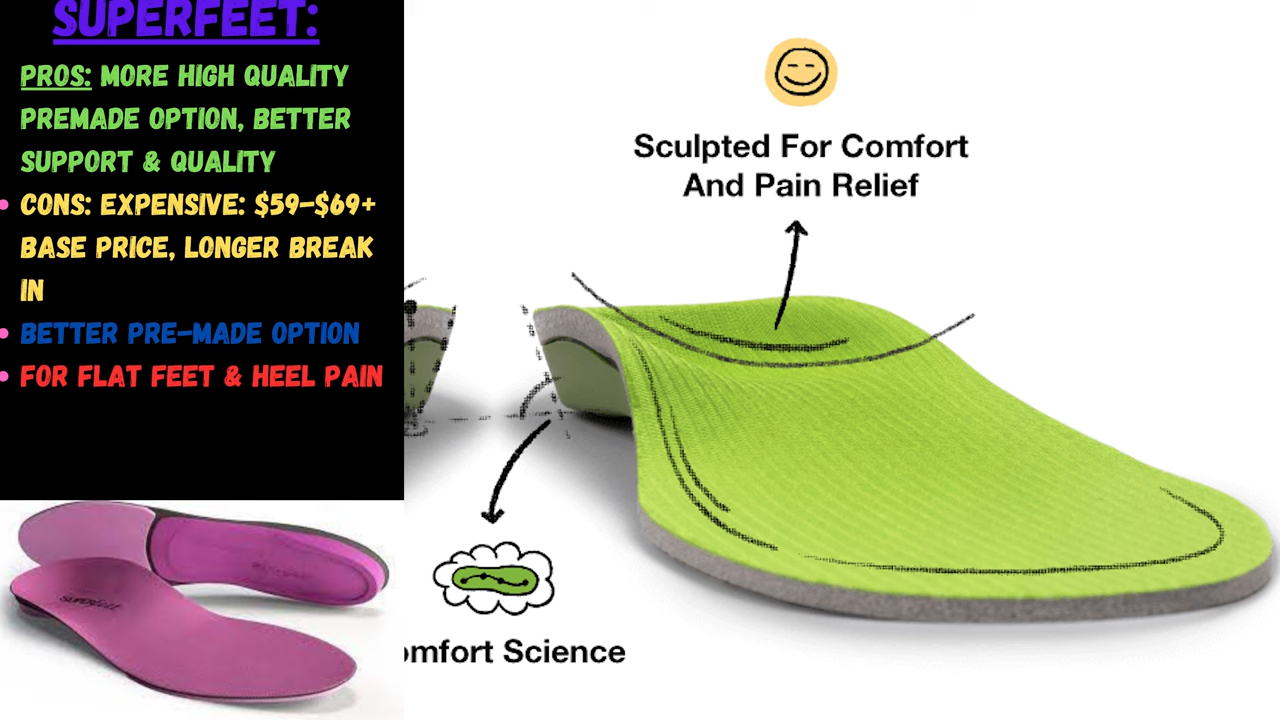 SUPERFEET:
PROS: MORE HIGH QUALITY
PREMADE OPTION, BETTER
SUPPORT & QUALITY
• CONS: EXPENSIVE: $59-$69+
BASE PRICE, LONGER BREAK
IN
• BETTER PRE-MADE OPTION
• FOR FLAT FEET & HEEL PAIN
Sculpted For Comfort
And Pain Relief
omfort Science
superfeet